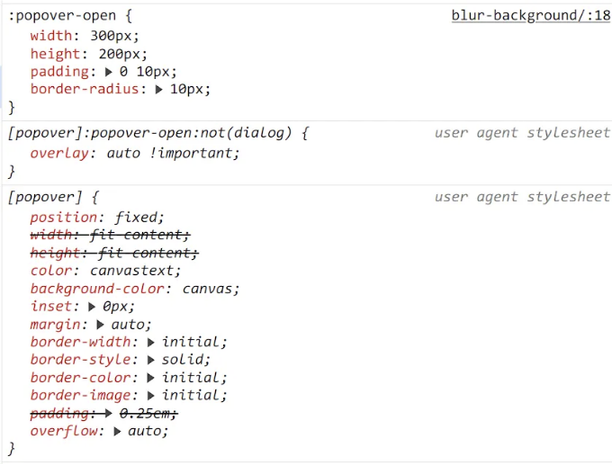 :popover-open { blur-background/:18
width: 300px;
height: 200px;
padding: ▶ 0 10px;
border-radius: ▶ 10px;
}
[popover]:popover-open:not(dialog) { user agent stylesheet
overlay: auto !important;
}
[popover] { user agent stylesheet
position: fixed;
width: fit-content;
height: fit-content;
color: canvastext;
background-color: canvas;
inset: ▶ 0px;
margin: ▶ auto;
border-width: ▶ initial;
border-style: ▶ solid;
border-color: ▶ initial;
border-image: ▶ initial;
padding: ▶ 0.25em;
overflow: ▶ auto;
}